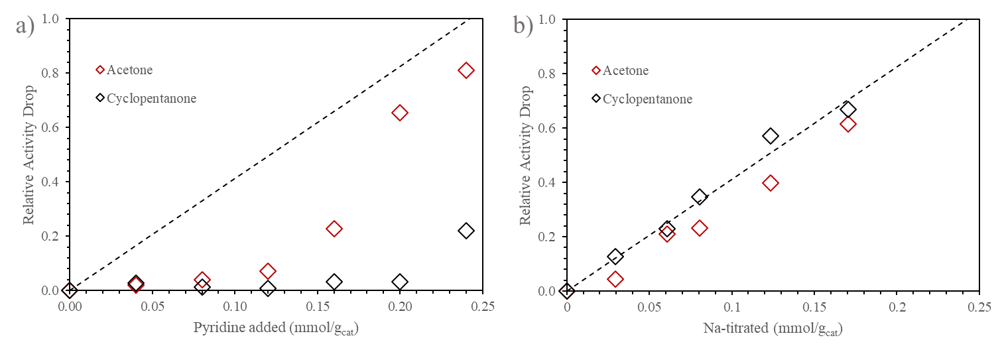 a)
Relative Activity Drop
1.0
0.8
0.6
0.4
0.2
0.0
Acetone
Cyclopentanone
0.00 0.05 0.10 0.15 0.20 0.25
Pyridine added (mmol/gcat)
b)
Relative Activity Drop
1.0
0.8
0.6
0.4
0.2
0.0
Acetone
Cyclopentanone
0 0.05 0.1 0.15 0.2 0.25
Na-titrated (mmol/gcat)